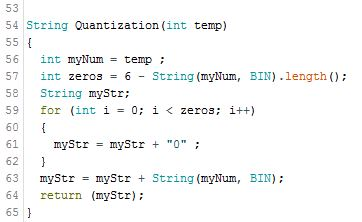 53
54 String Quantization(int temp)
55 {
56 int myNum = temp ;
57 int zeros = 6 - String(myNum, BIN).length();
58 String myStr;
59 for (int i = 0; i < zeros; i++)
60 {
61 myStr = myStr + "0" ;
62 }
63 myStr = myStr + String(myNum, BIN);
64 return (myStr);
65 }